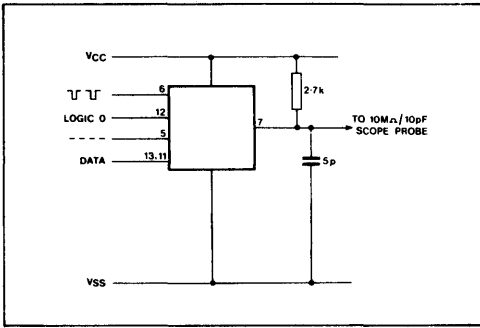 VCC
6
2·7k
LOGIC 0
12
7
TO 10MΩ/10pF
SCOPE PROBE
5
DATA
13,11
5p
VSS